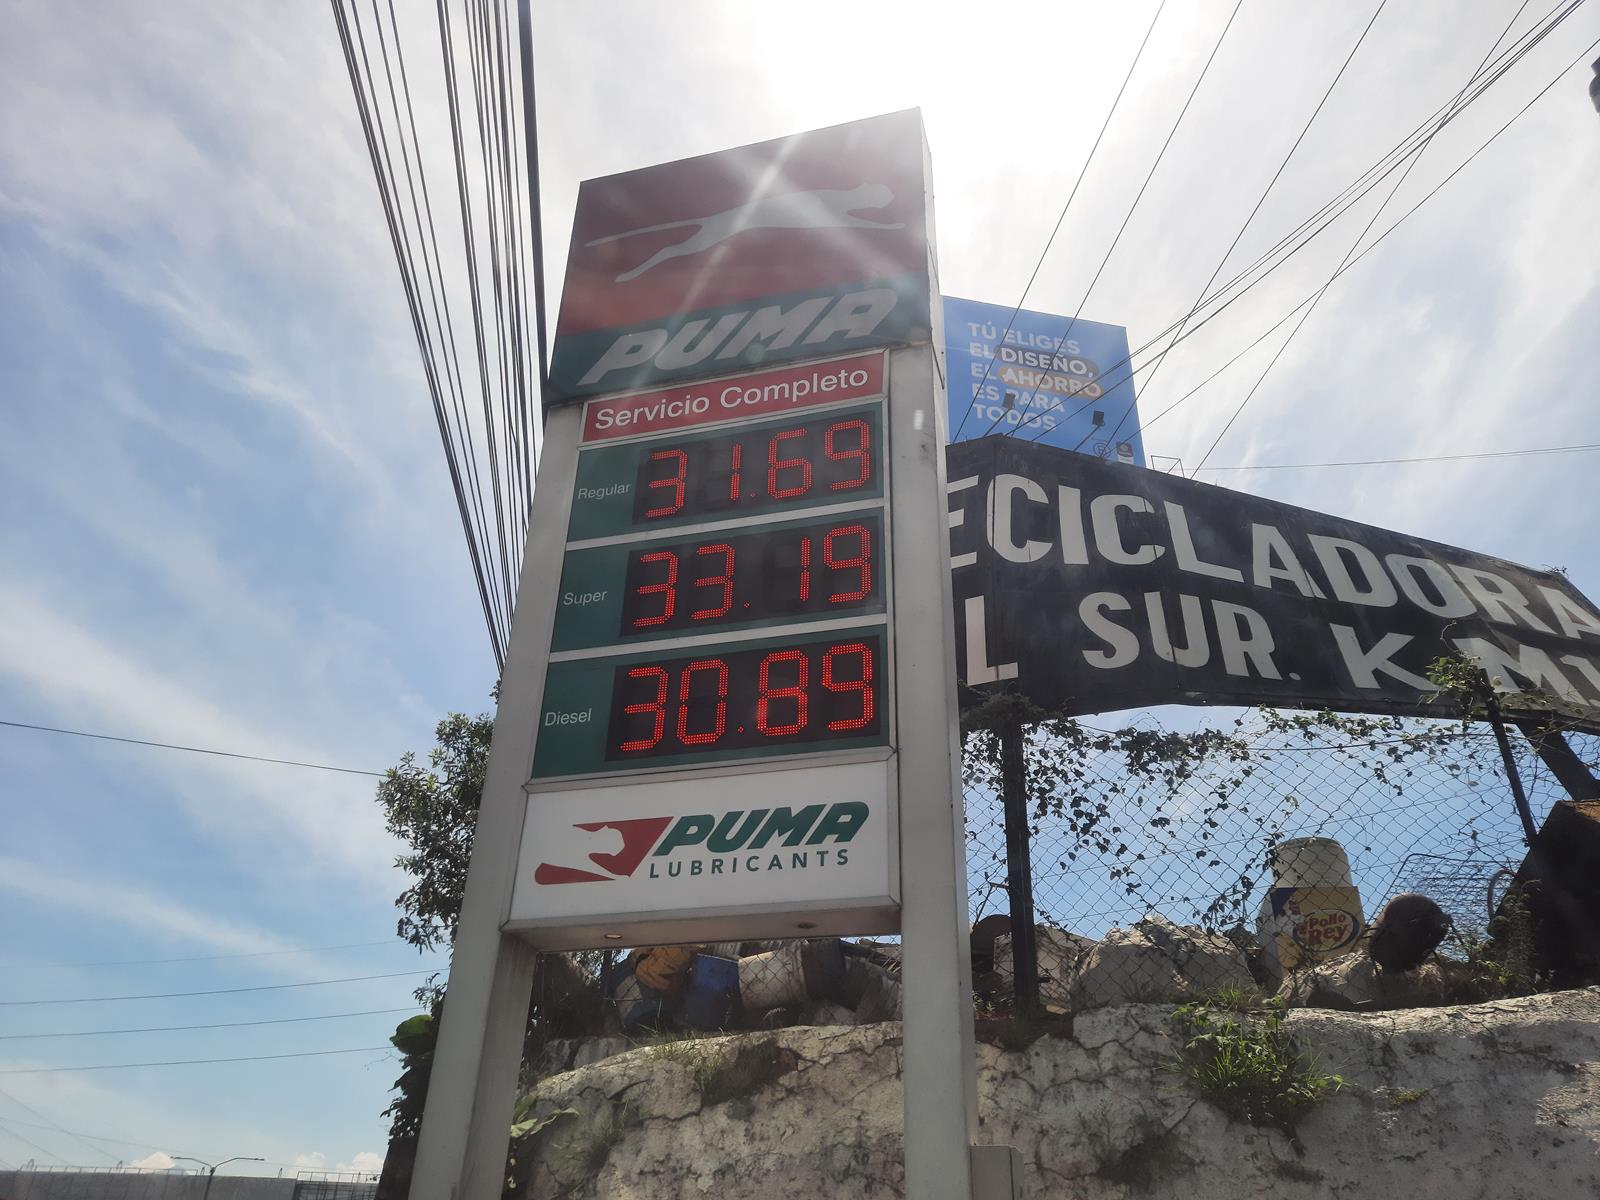 PUMA
Servicio Completo
Regular 31.69
Super 33.19
Diesel 30.89
PUMA
LUBRICANTS
TÚ ELIGES
EL DISEÑO,
EL AHORRO
ES PARA
TODOS
ECICLADORA
L SUR. KM1
Pollo
Rey